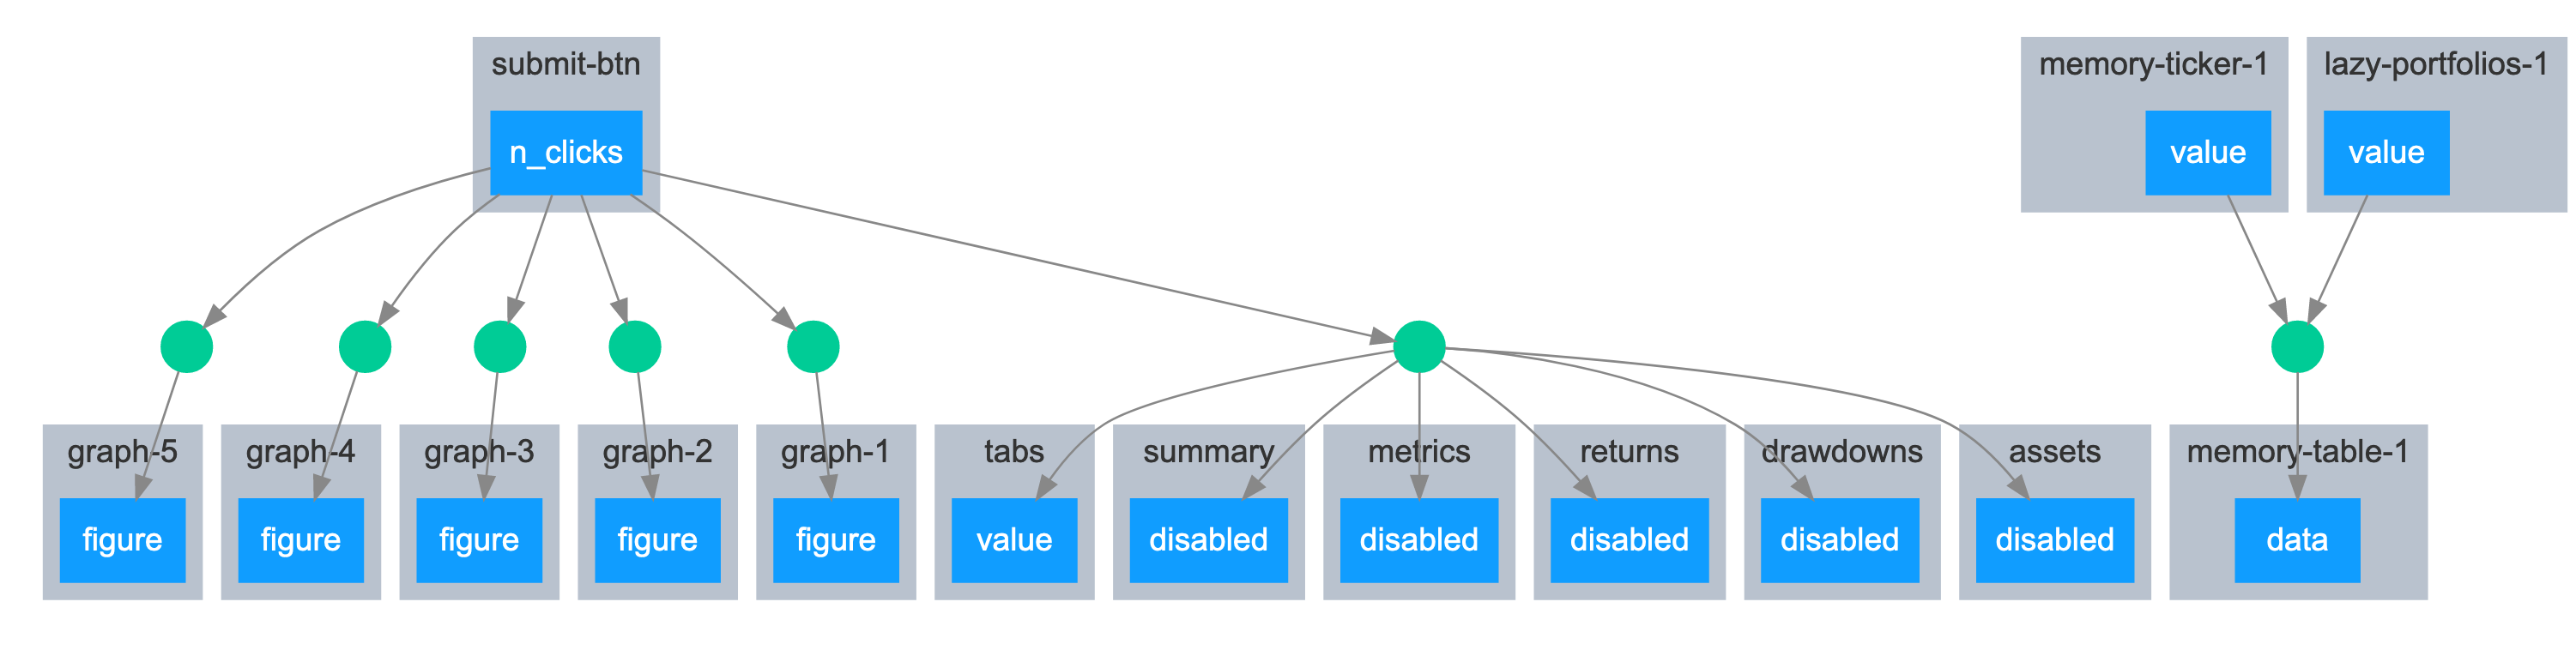 submit-btn
memory-ticker-1
lazy-portfolios-1
n_clicks
value
value
graph-5
graph-4
graph-3
graph-2
graph-1
tabs
summary
metrics
returns
drawdowns
assets
memory-table-1
figure
figure
figure
figure
figure
value
disabled
disabled
disabled
disabled
disabled
data